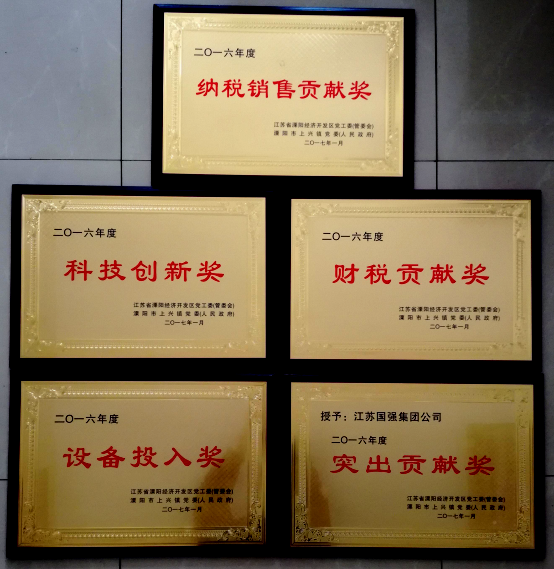 二〇一六年度
纳税销售贡献奖
江苏省溧阳经济开发区党工委(管委会)
溧阳市上兴镇党委(人民政府)
二〇一七年一月
二〇一六年度
科技创新奖
江苏省溧阳经济开发区党工委(管委会)
溧阳市上兴镇党委(人民政府)
二〇一七年一月
二〇一六年度
财税贡献奖
江苏省溧阳经济开发区党工委(管委会)
溧阳市上兴镇党委(人民政府)
二〇一七年一月
二〇一六年度
设备投入奖
江苏省溧阳经济开发区党工委(管委会)
溧阳市上兴镇党委(人民政府)
二〇一七年一月
授予：江苏国强集团公司
二〇一六年度
突出贡献奖
江苏省溧阳经济开发区党工委(管委会)
溧阳市上兴镇党委(人民政府)
二〇一七年一月